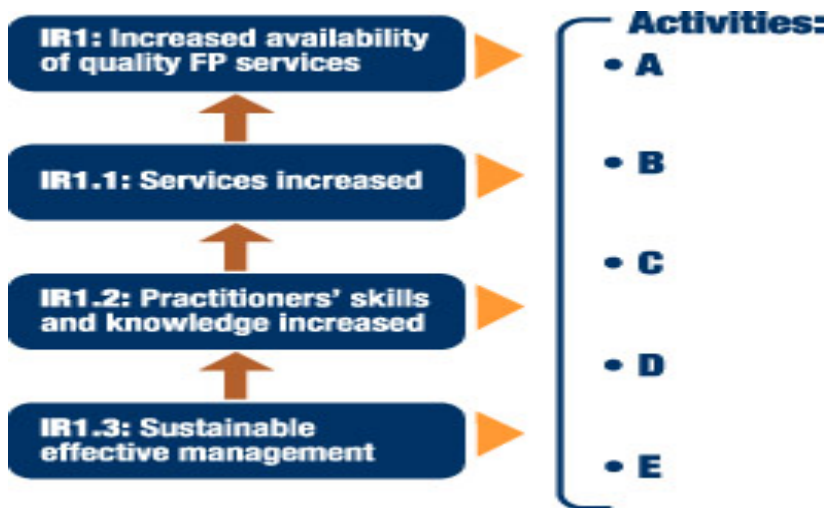 IR1: Increased availability
of quality FP services
IR1.1: Services increased
IR1.2: Practitioners' skills
and knowledge increased
IR1.3: Sustainable
effective management
Activities:
• A
• B
• C
• D
• E